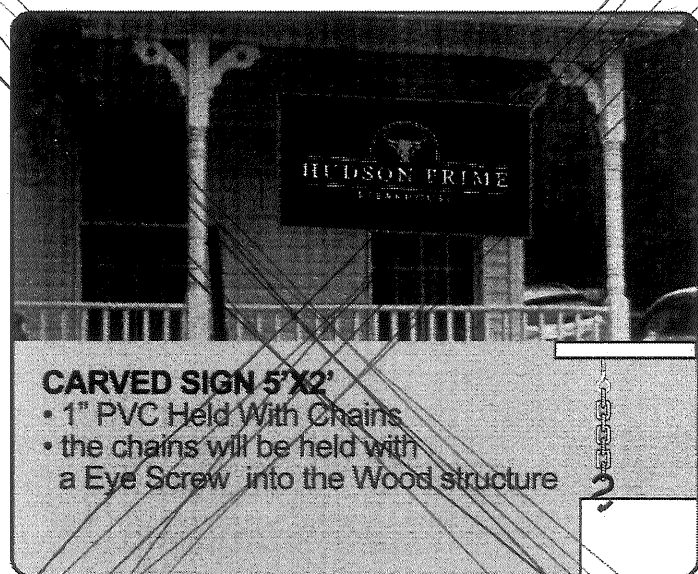 HUDSON PRIME
STEAKHOUSE
CARVED SIGN 5'X2'
• 1" PVC Held With Chains
• the chains will be held with
a Eye Screw into the Wood structure